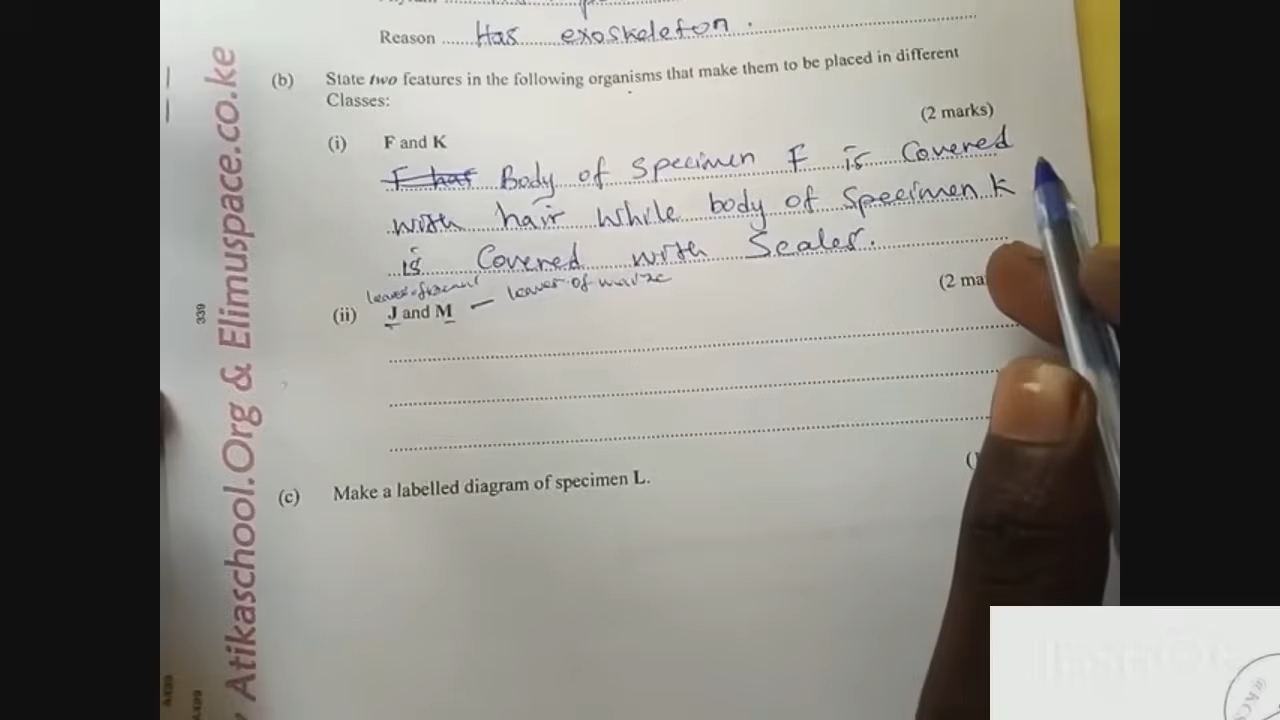 Reason Has exoskeleton.
(b) State two features in the following organisms that make them to be placed in different
Classes:
(2 marks)
(i) F and K
F has Body of Specimen F is Covered
with hair while body of Specimen K
is Covered with Scales.
leaves of
leaves of maize
(ii) J and M —
(2 ma
(c) Make a labelled diagram of specimen L.
339
Atikaschool.Org & Elimuspace.co.ke